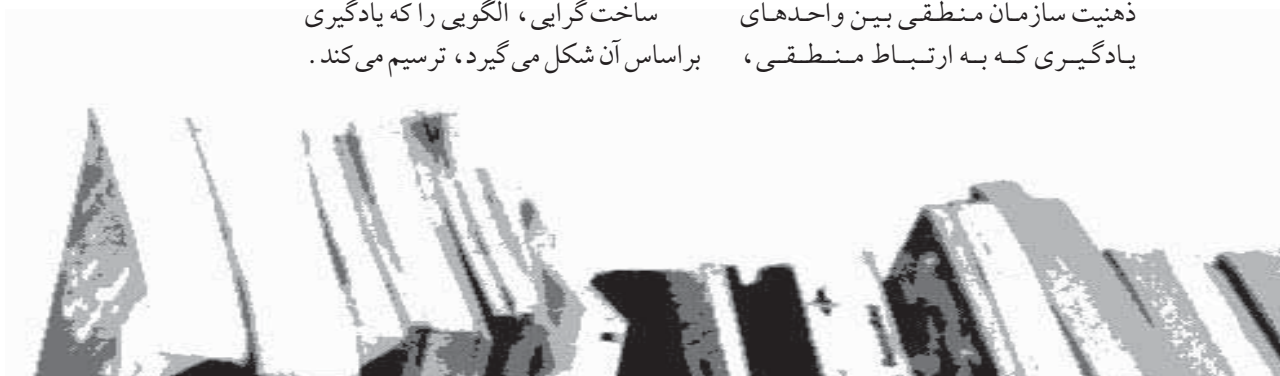 ذهنیت سازمان منطقی بین واحدهای
یادگیری که به ارتباط منطقی،
ساخت‌گرایی، الگویی را که یادگیری
براساس آن شکل می‌گیرد، ترسیم می‌کند.